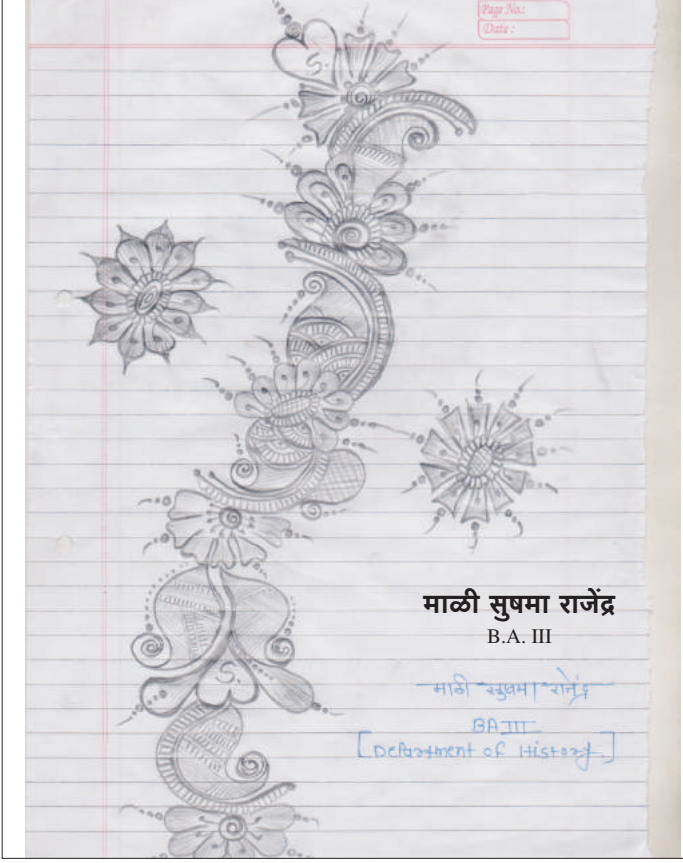 Page No.:
Date :
S.
माळी सुषमा राजेंद्र
B.A. III
S.
माळी सुषमा राजेंद्र
BA III
[Department of History.]